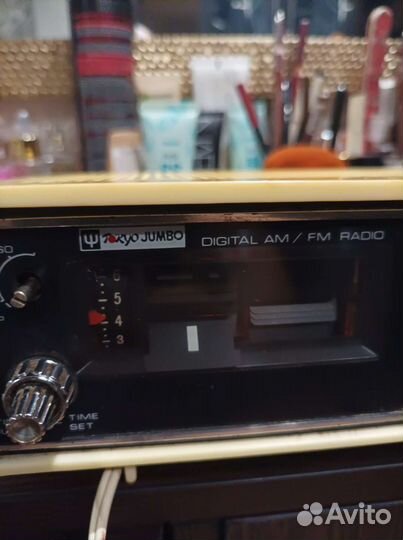 TOKYO JUMBO
DIGITAL AM / FM RADIO
6
5
4
3
TIME
SET
Avito